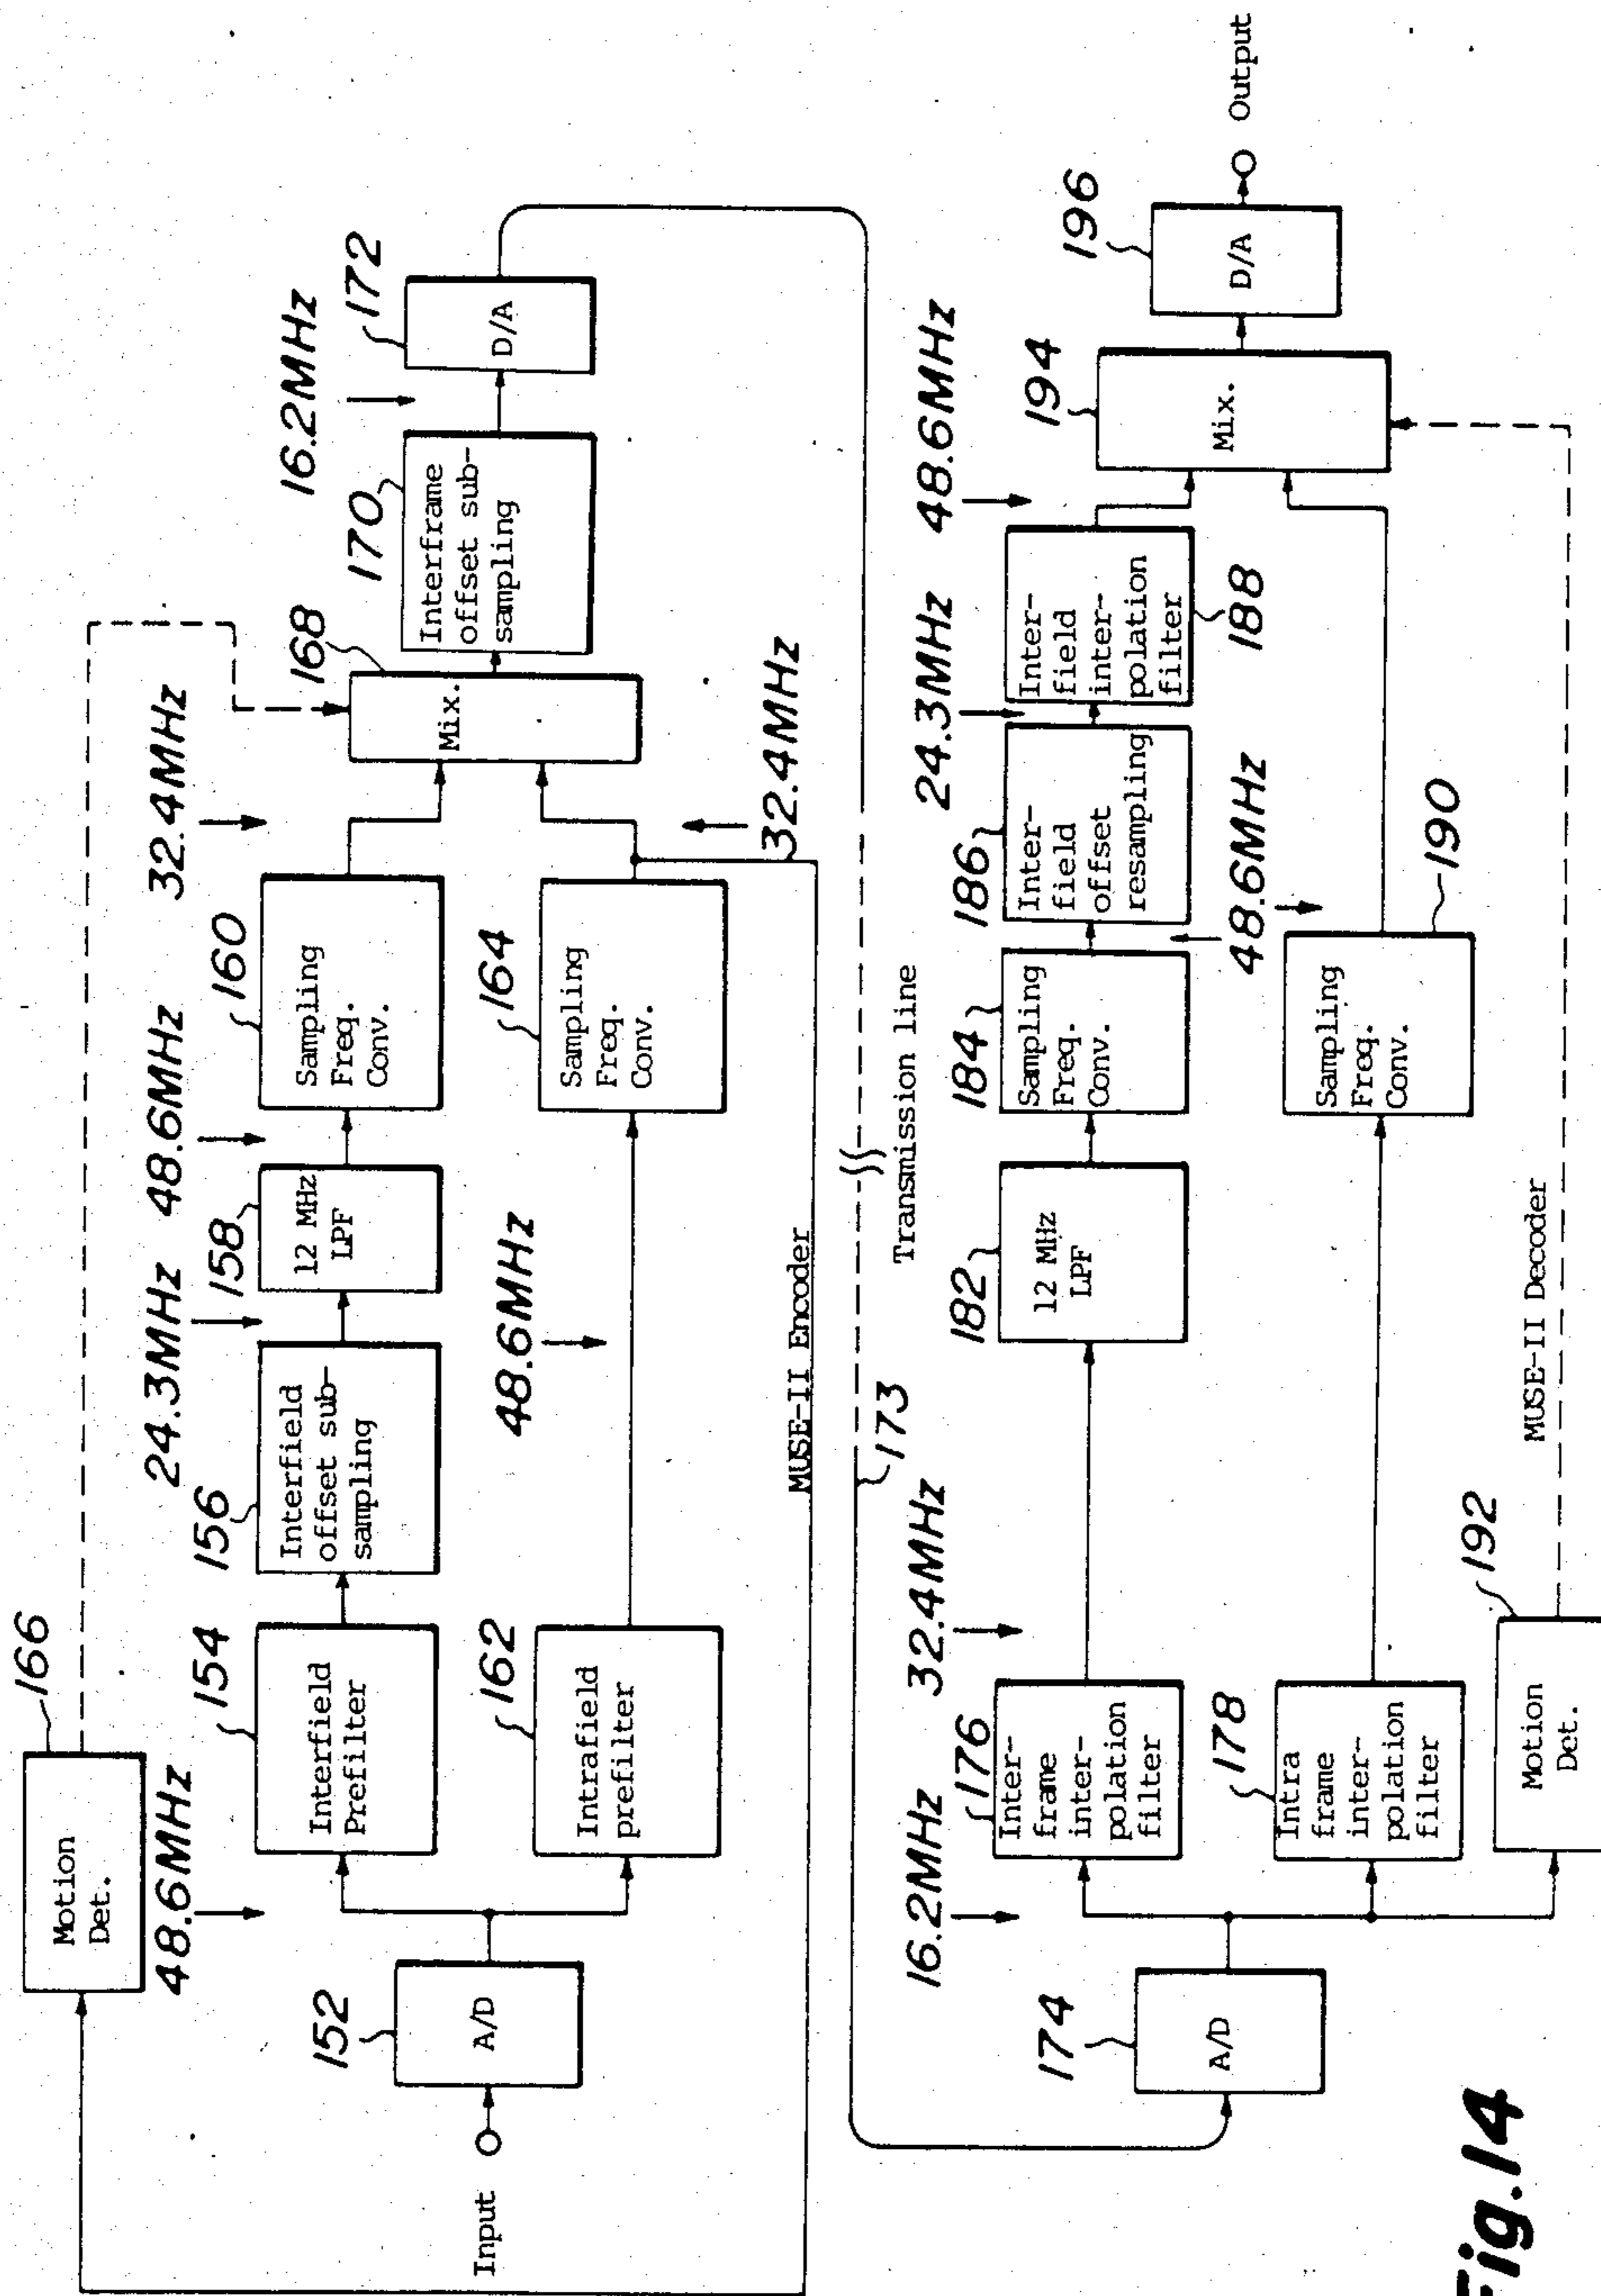 166
Motion
Det.
48.6MHz
154
Interfield
Prefilter
156
Interfield
offset sub-
sampling
24.3MHz
158
12 MHz
LPF
48.6MHz
160
Sampling
Freq.
Conv.
32.4MHz
168
Mix.
170
Interframe
offset sub-
sampling
16.2MHz
172
D/A
Input
152
A/D
162
Intrafield
prefilter
48.6MHz
164
Sampling
Freq.
Conv.
32.4MHz
MUSE-II Encoder
173
Transmission line
174
A/D
16.2MHz
176
Inter-
frame
inter-
polation
filter
32.4MHz
182
12 MHz
LPF
184
Sampling
Freq.
Conv.
48.6MHz
186
Inter-
field
offset
resampling
24.3MHz
188
Inter-
field
inter-
polation
filter
48.6MHz
194
Mix.
196
D/A
Output
178
Intra
frame
inter-
polation
filter
190
Sampling
Freq.
Conv.
192
Motion
Det.
MUSE-II Decoder
Fig.14